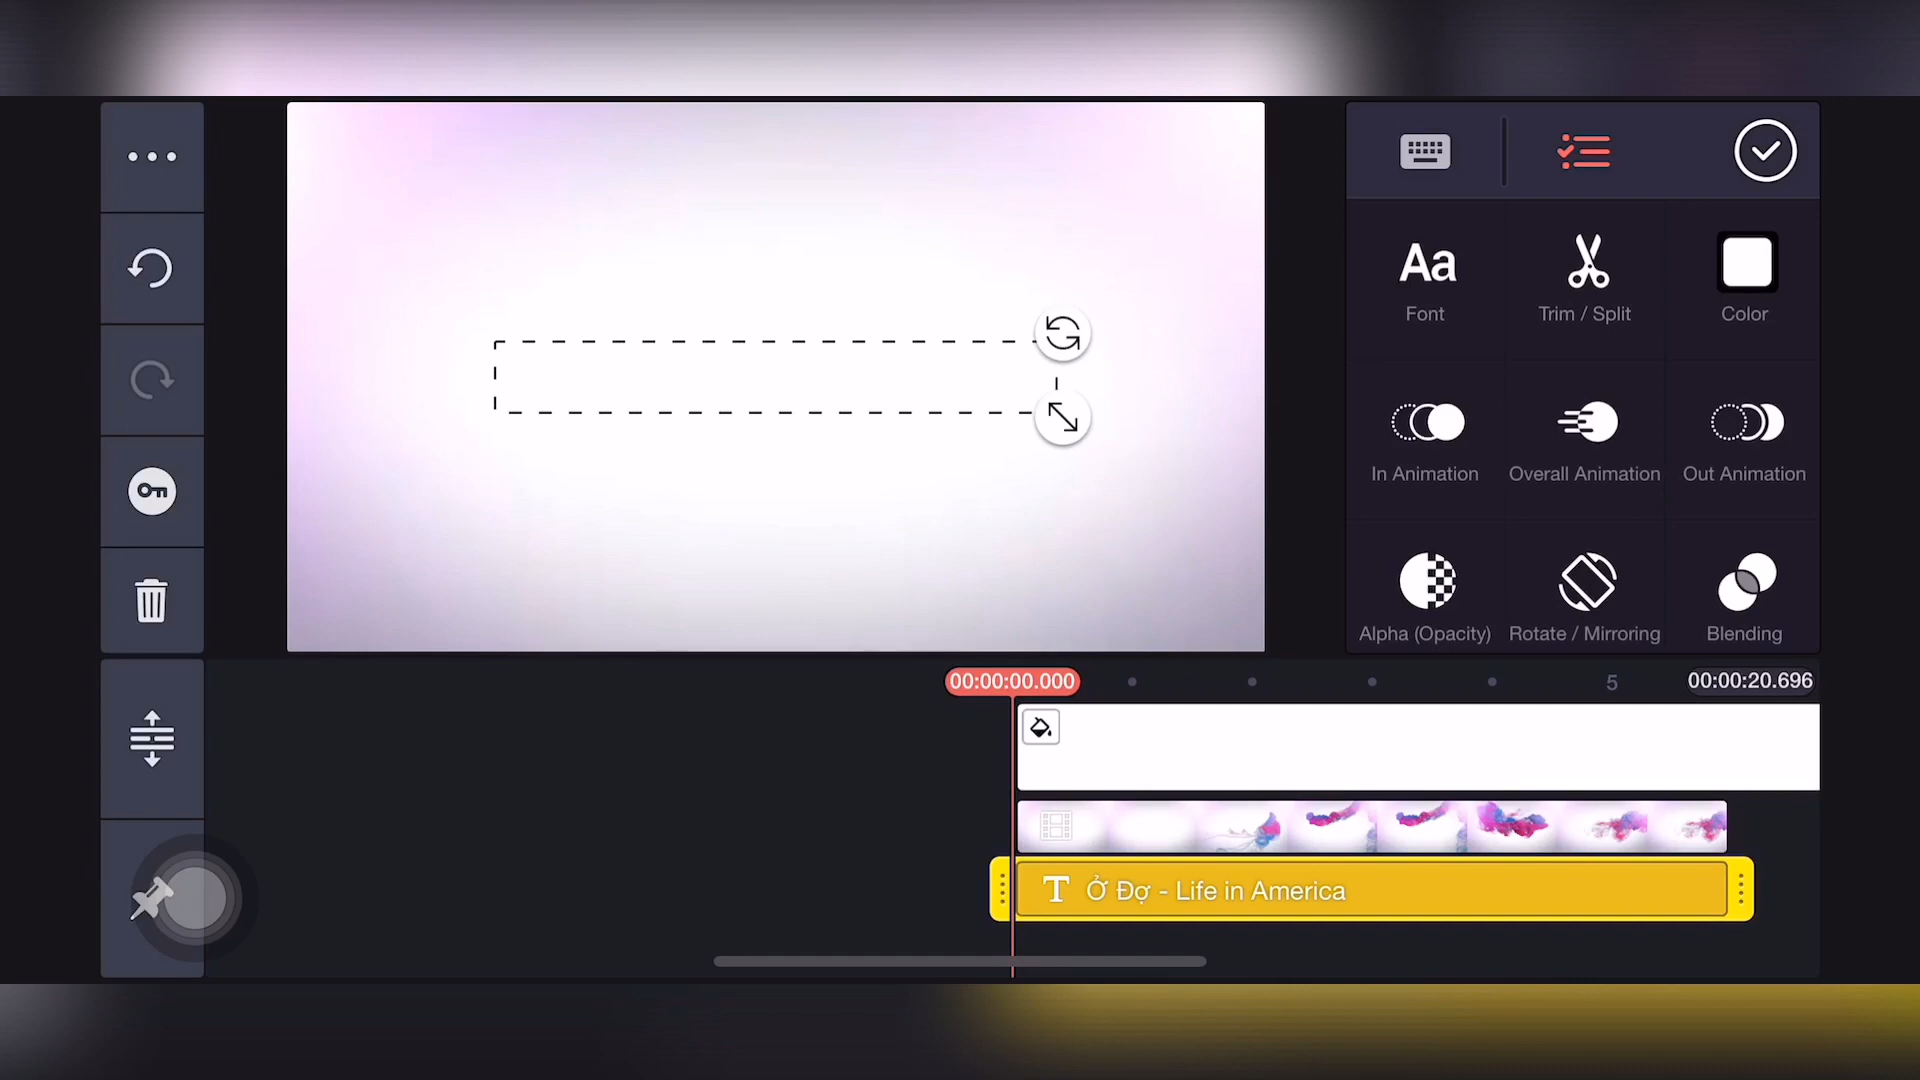 Aa
Font
Trim / Split
Color
In Animation
Overall Animation
Out Animation
Alpha (Opacity)
Rotate / Mirroring
Blending
00:00:00.000
5
00:00:20.696
T Ở Đợ - Life in America